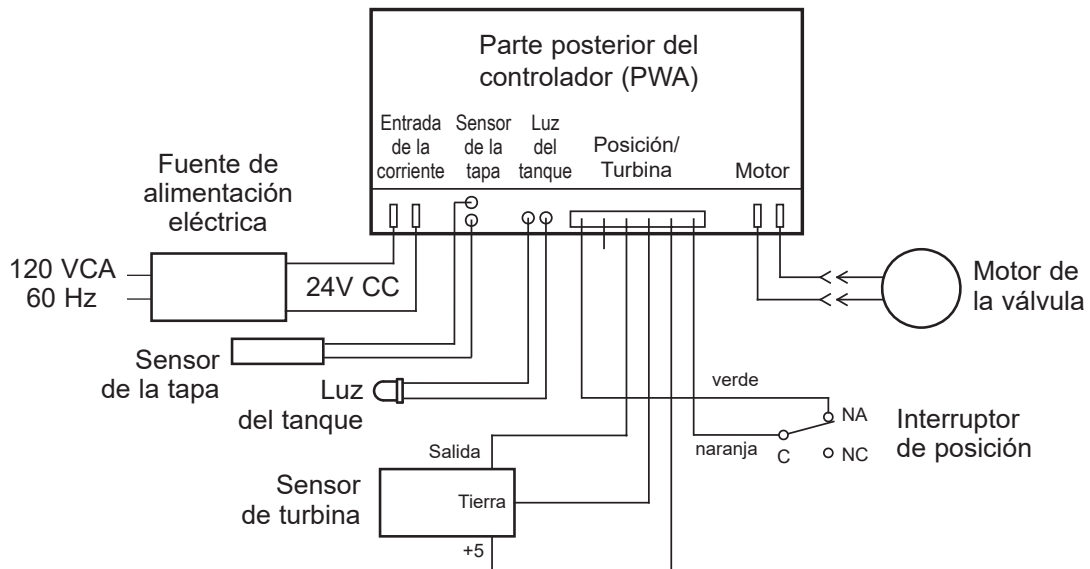 Parte posterior del
controlador (PWA)
Entrada
de la
corriente
Sensor
de la
tapa
Luz
del
tanque
Posición/
Turbina
Motor
Fuente de
alimentación
eléctrica
120 VCA
60 Hz
24V CC
Motor de
la válvula
Sensor
de la tapa
Luz
del tanque
verde
NA
Interruptor
de posición
naranja
C
NC
Salida
Sensor
de turbina
Tierra
+5